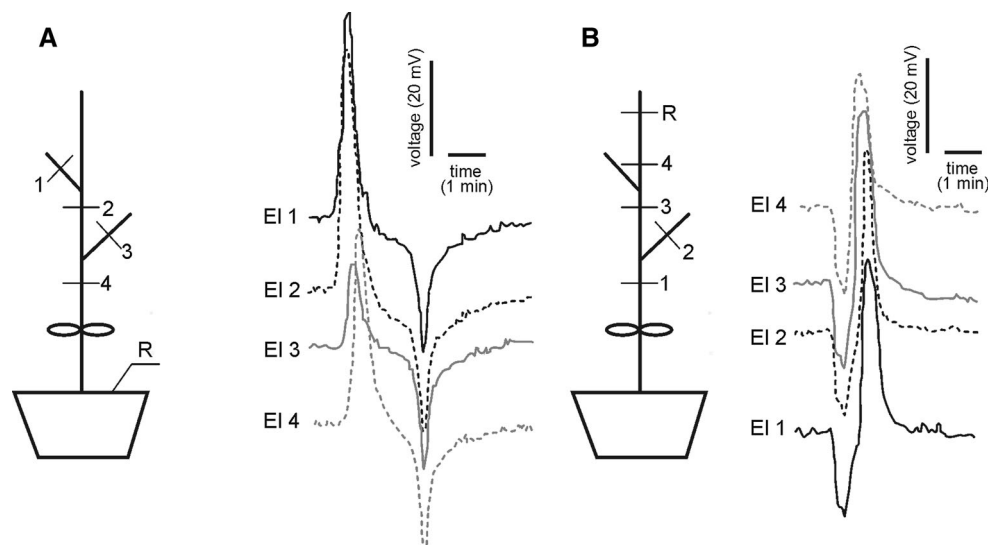 A
1
2
3
4
R
voltage (20 mV)
time
(1 min)
El 1
El 2
El 3
El 4
B
R
4
3
2
1
voltage (20 mV)
time
(1 min)
El 4
El 3
El 2
El 1